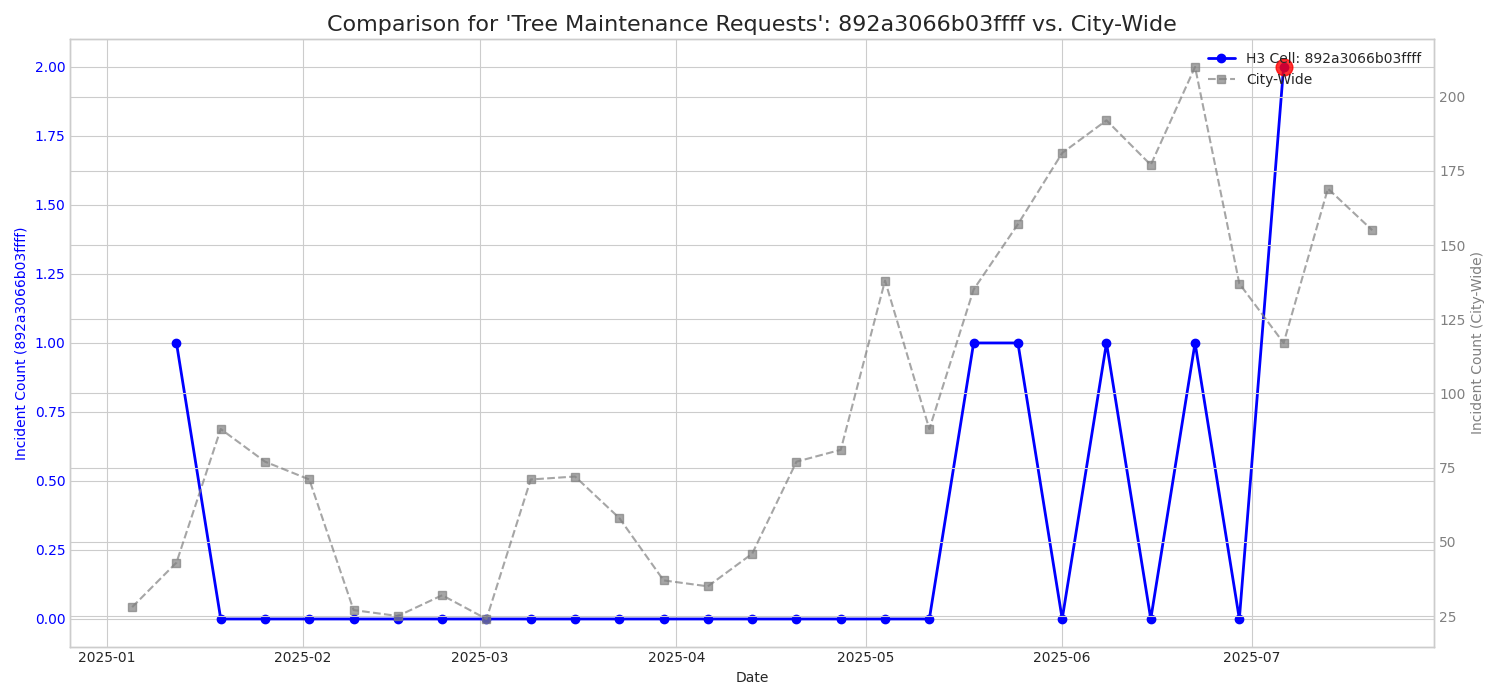 Comparison for 'Tree Maintenance Requests': 892a3066b03ffff vs. City-Wide
H3 Cell: 892a3066b03ffff
City-Wide
Incident Count (892a3066b03ffff)
2.00
1.75
1.50
1.25
1.00
0.75
0.50
0.25
0.00
200
175
150
125
100
75
50
25
Incident Count (City-Wide)
2025-01 2025-02 2025-03 2025-04 2025-05 2025-06 2025-07
Date